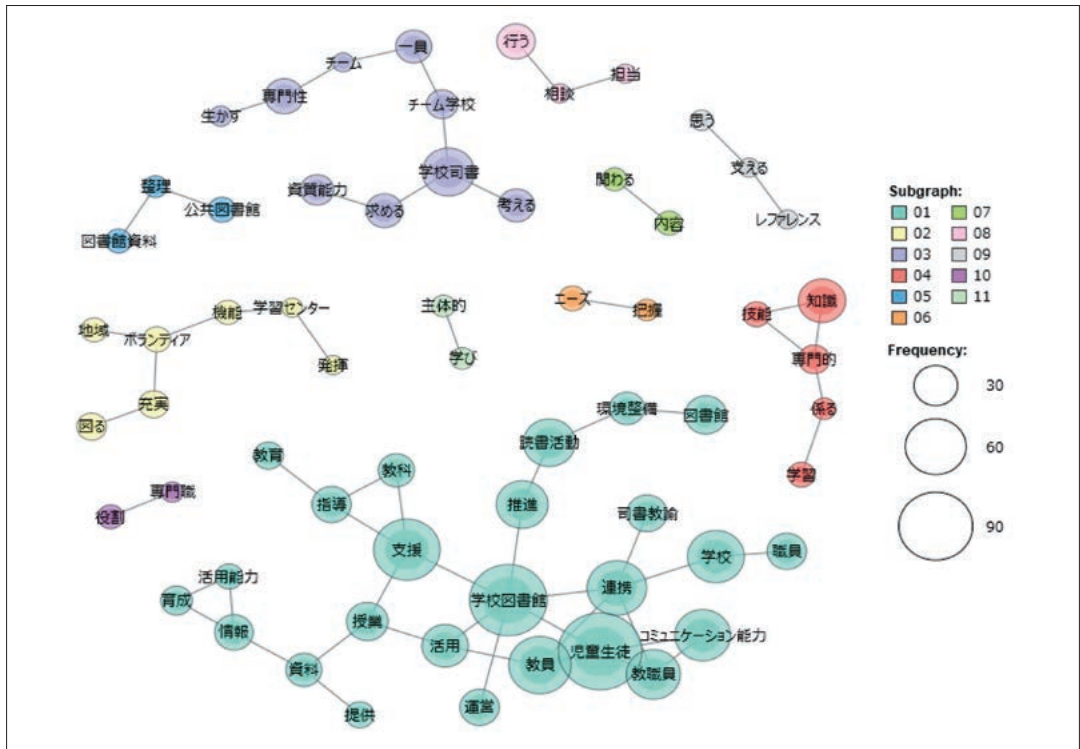 一員
行う
チーム
担当
専門性
相談
チーム学校
生かす
思う
学校司書
支える
整理
資質能力
関わる
公共図書館
求める
考える
内容
レファレンス
図書館資料
Subgraph:
01
07
02
08
03
09
04
10
05
11
06
ニーズ
把握
主体的
学び
機能
学習センター
地域
ボランティア
発揮
充実
図る
知識
技能
専門的
係る
学習
Frequency:
30
60
90
環境整備
図書館
読書活動
教育
教科
指導
推進
司書教諭
専門職
役割
支援
学校
職員
活用能力
育成
学校図書館
連携
情報
授業
活用
コミュニケーション能力
児童生徒
教員
教職員
資料
運営
提供